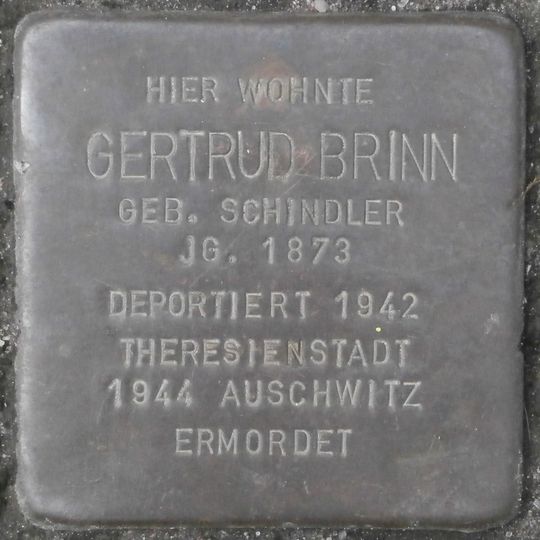 HIER WOHNTE
GERTRUD BRINN
GEB. SCHINDLER
JG. 1873
DEPORTIERT 1942
THERESIENSTADT
1944 AUSCHWITZ
ERMORDET